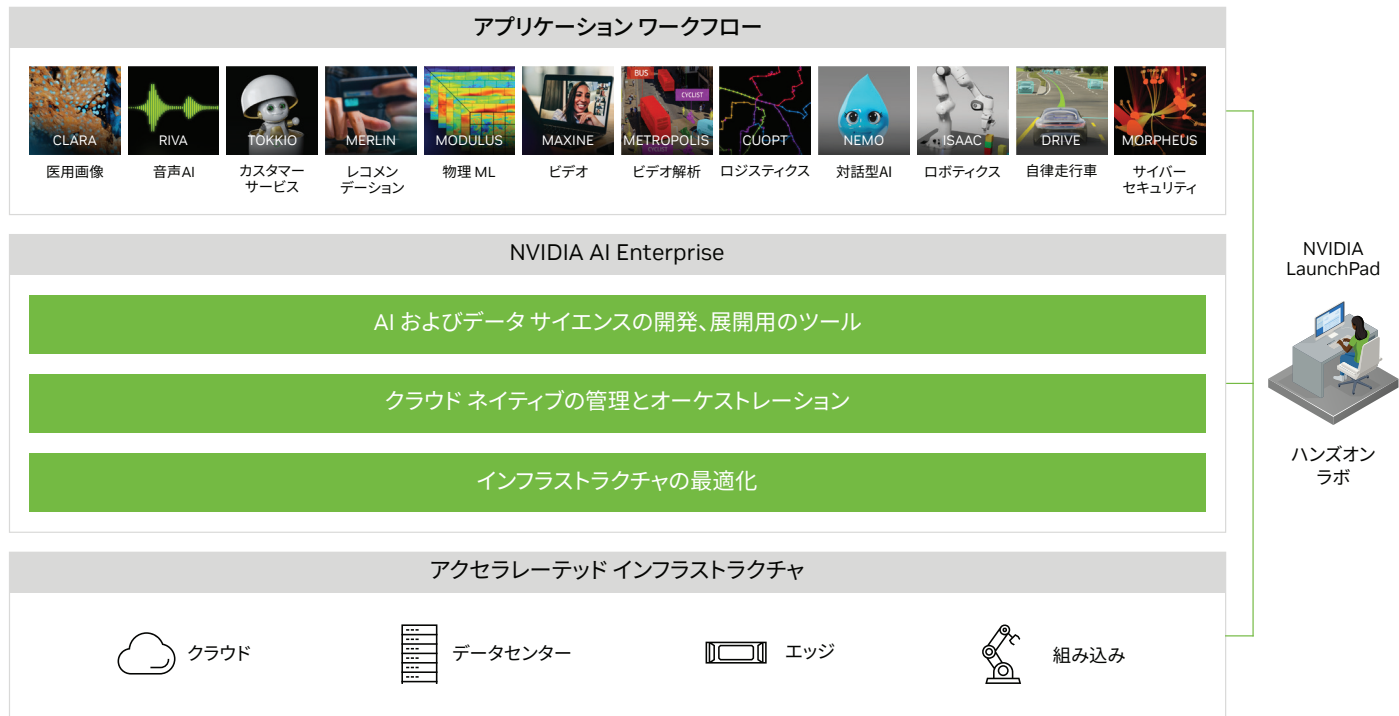 アプリケーション ワークフロー
CLARA
RIVA
TOKKIO
MERLIN
MODULUS
MAXINE
BUS
CYCLIST
METROPOLIS
CUOPT
NEMO
ISAAC
DRIVE
MORPHEUS
医用画像
音声AI
カスタマー
サービス
レコメン
デーション
物理 ML
ビデオ
ビデオ解析
ロジスティクス
対話型AI
ロボティクス
自律走行車
サイバー
セキュリティ
NVIDIA AI Enterprise
AI およびデータ サイエンスの開発、展開用のツール
クラウド ネイティブの管理とオーケストレーション
インフラストラクチャの最適化
NVIDIA
LaunchPad
ハンズオン
ラボ
アクセラレーテッド インフラストラクチャ
クラウド
データセンター
エッジ
組み込み